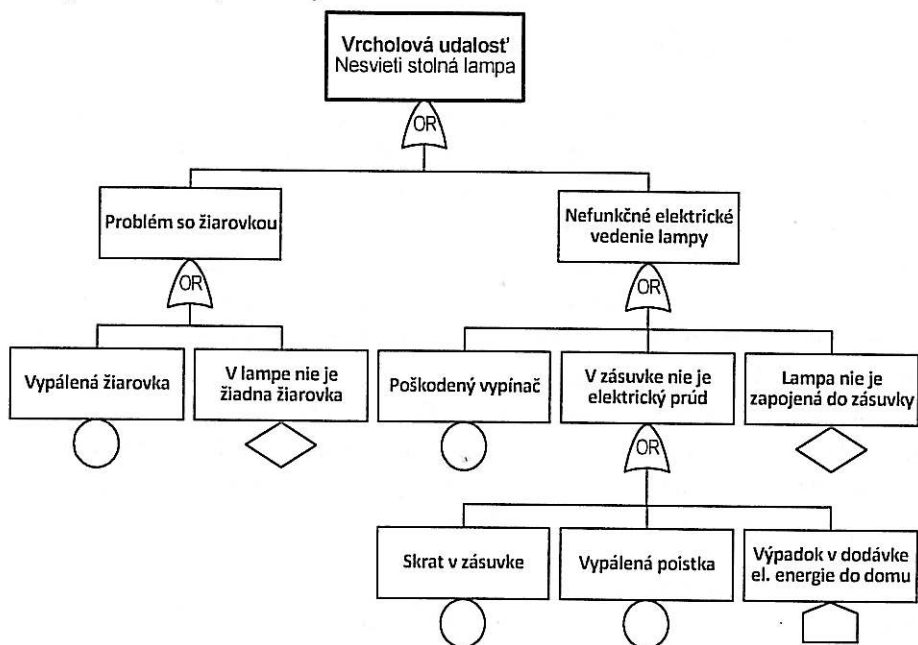 Vrcholová udalosť
Nesvieti stolná lampa
OR
Problém so žiarovkou
Nefunkčné elektrické
vedenie lampy
OR
OR
Vypálená žiarovka
V lampe nie je
žiadna žiarovka
Poškodený vypínač
V zásuvke nie je
elektrický prúd
Lampa nie je
zapojená do zásuvky
OR
Skrat v zásuvke
Vypálená poistka
Výpadok v dodávke
el. energie do domu